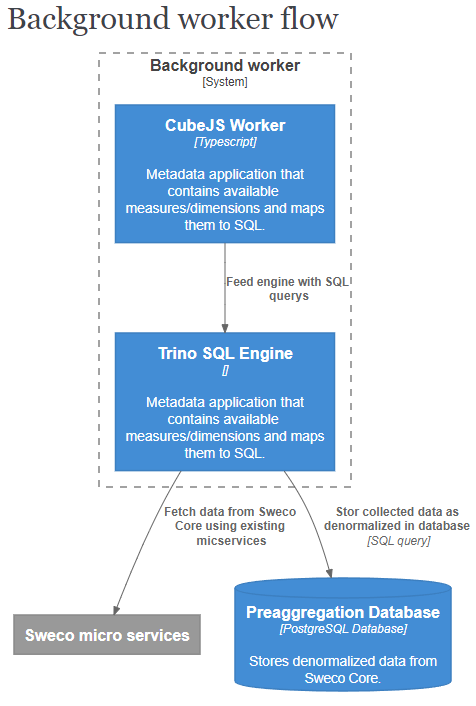 Background worker flow
Background worker
[System]
CubeJS Worker
[Typescript]
Metadata application that
contains available
measures/dimensions and maps
them to SQL.
Feed engine with SQL
querys
Trino SQL Engine
[]
Metadata application that
contains available
measures/dimensions and maps
them to SQL.
Fetch data from Sweco
Core using existing
micservices
Stor collected data as
denormalized in database
[SQL query]
Sweco micro services
Preaggregation Database
[PostgreSQL Database]
Stores denormalized data from
Sweco Core.